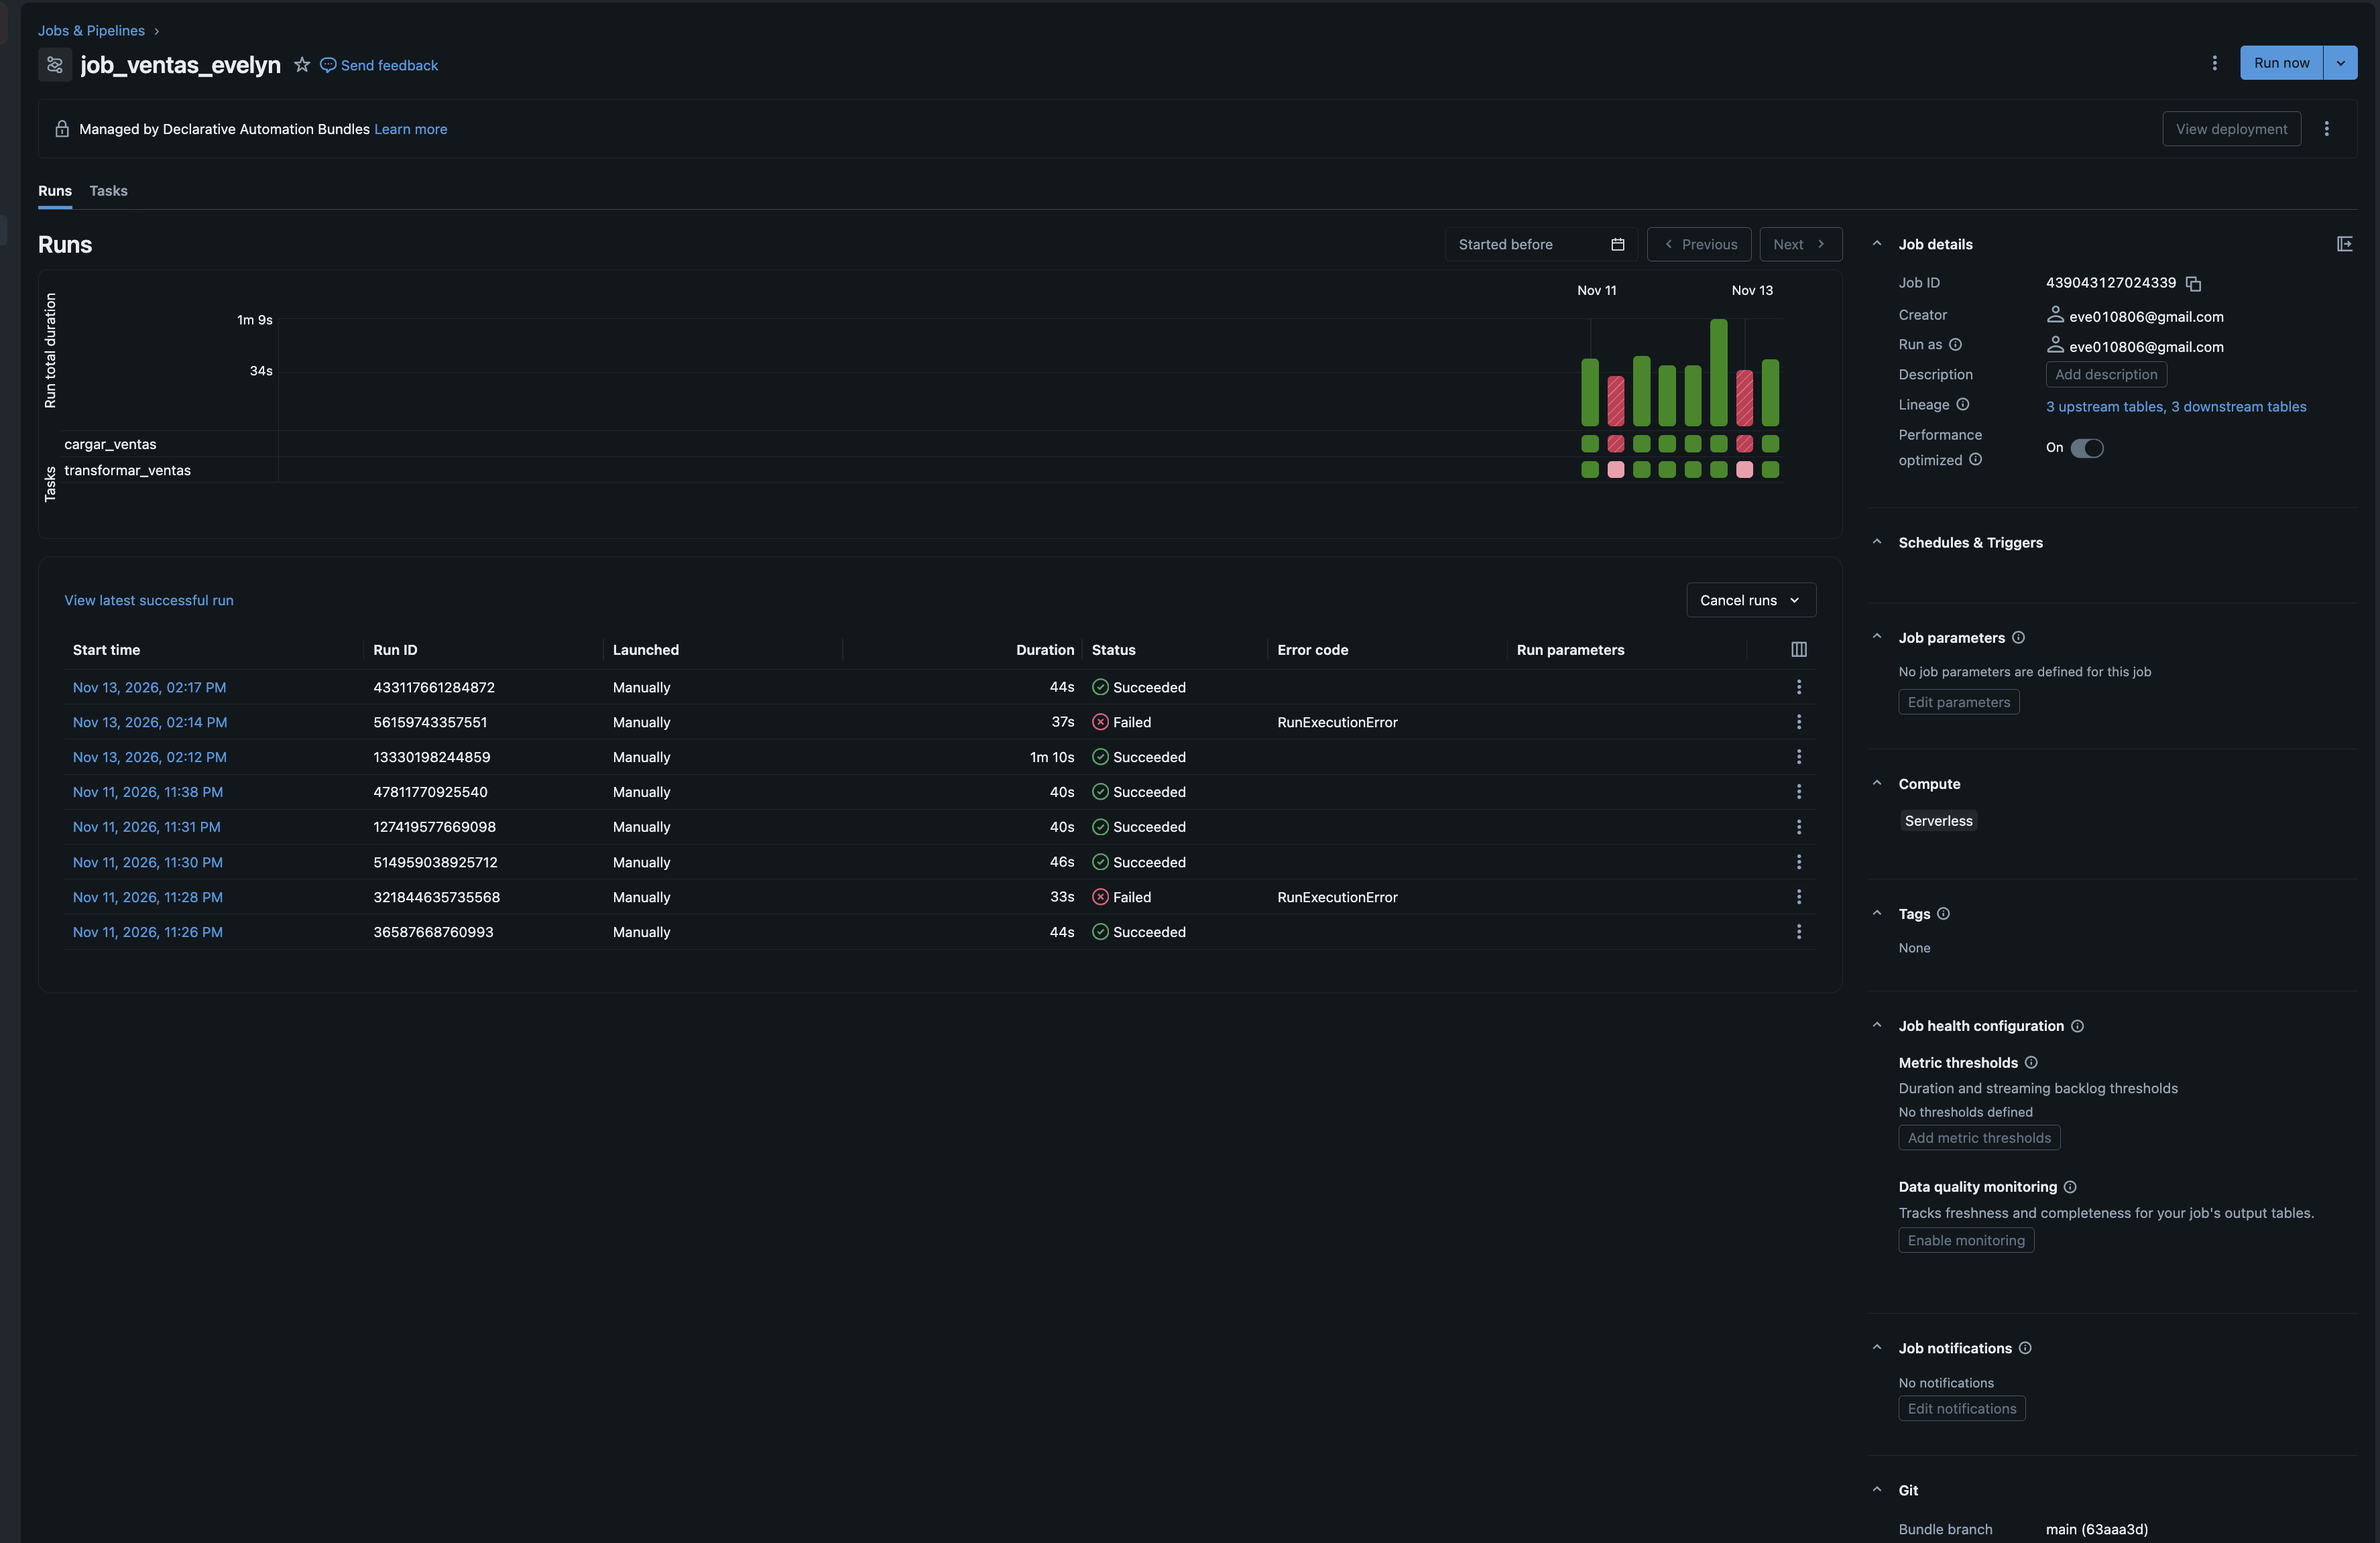 Jobs & Pipelines
job_ventas_evelyn Send feedback
Run now
Managed by Declarative Automation Bundles Learn more
View deployment
Runs Tasks
Runs
Started before
Previous
Next
Nov 11 Nov 13
Run total duration
1m 9s
34s
Tasks
cargar_ventas
transformar_ventas
View latest successful run
Cancel runs
Start time Run ID Launched Duration Status Error code Run parameters
Nov 13, 2026, 02:17 PM 433117661284872 Manually 44s Succeeded
Nov 13, 2026, 02:14 PM 56159743357551 Manually 37s Failed RunExecutionError
Nov 13, 2026, 02:12 PM 13330198244859 Manually 1m 10s Succeeded
Nov 11, 2026, 11:38 PM 47811770925540 Manually 40s Succeeded
Nov 11, 2026, 11:31 PM 127419577669098 Manually 40s Succeeded
Nov 11, 2026, 11:30 PM 514959038925712 Manually 46s Succeeded
Nov 11, 2026, 11:28 PM 321844635735568 Manually 33s Failed RunExecutionError
Nov 11, 2026, 11:26 PM 36587668760993 Manually 44s Succeeded
Job details
Job ID 439043127024339
Creator eve010806@gmail.com
Run as eve010806@gmail.com
Description Add description
Lineage 3 upstream tables, 3 downstream tables
Performance
optimized On
Schedules & Triggers
Job parameters
No job parameters are defined for this job
Edit parameters
Compute
Serverless
Tags
None
Job health configuration
Metric thresholds
Duration and streaming backlog thresholds
No thresholds defined
Add metric thresholds
Data quality monitoring
Tracks freshness and completeness for your job's output tables.
Enable monitoring
Job notifications
No notifications
Edit notifications
Git
Bundle branch main (63aaa3d)